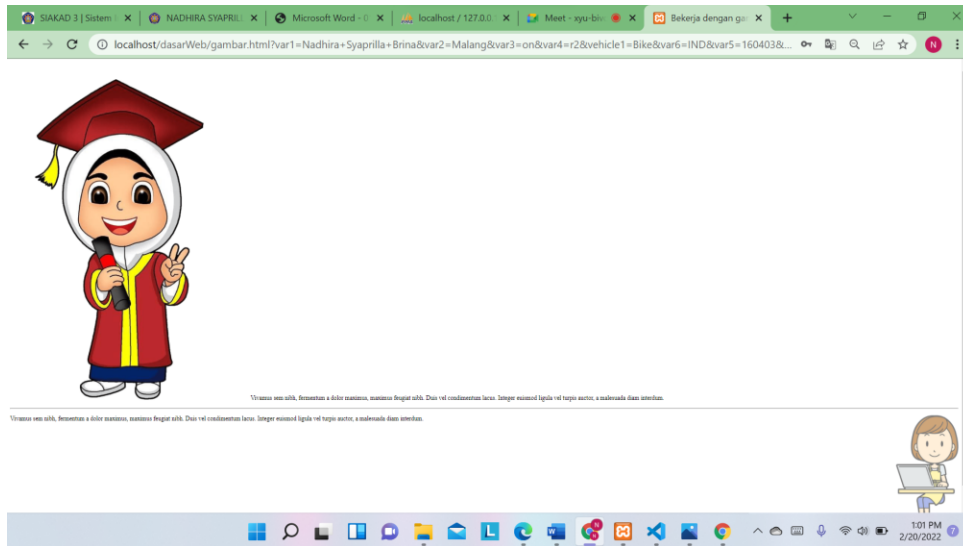 SIAKAD 3 | Sistem
NADHIRA SYAPRIL
Microsoft Word - 0
localhost / 127.0.0.
Meet - xyu-biv
Bekerja dengan ga
localhost/dasarWeb/gambar.html?var1=Nadhira+Syaprilla+Brina&var2=Malang&var3=on&var4=r2&vehicle1=Bike&var6=IND&var5=160403&...
N
Vivamus sem nibh, fermentum a dolor maximus, maximus feugiat nibh. Duis vel condimentum lacus. Integer euismod ligula vel turpis auctor, a malesuada diam interdum.
Vivamus sem nibh, fermentum a dolor maximus, maximus feugiat nibh. Duis vel condimentum lacus. Integer euismod ligula vel turpis auctor, a malesuada diam interdum.
1:01 PM
2/20/2022
7